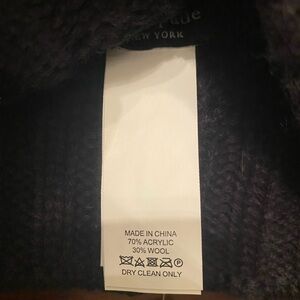 NEW YORK
MADE IN CHINA
70% ACRYLIC
30% WOOL
DRY CLEAN ONLY